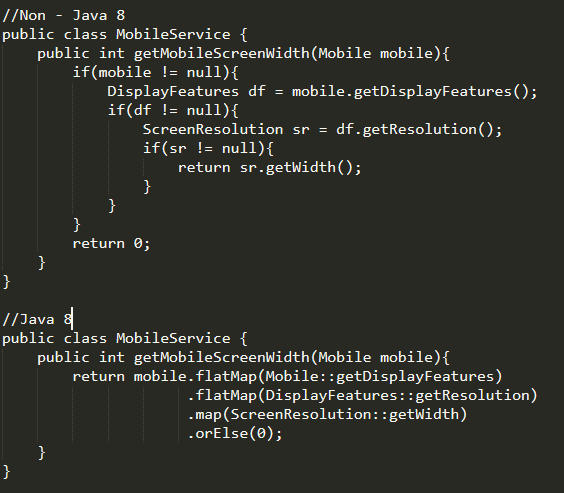 //Non - Java 8
public class MobileService {
    public int getMobileScreenWidth(Mobile mobile){
        if(mobile != null){
            DisplayFeatures df = mobile.getDisplayFeatures();
            if(df != null){
                ScreenResolution sr = df.getResolution();
                if(sr != null){
                    return sr.getWidth();
                }
            }
        }
        return 0;
    }
}

//Java 8
public class MobileService {
    public int getMobileScreenWidth(Mobile mobile){
        return mobile.flatMap(Mobile::getDisplayFeatures)
                     .flatMap(DisplayFeatures::getResolution)
                     .map(ScreenResolution::getWidth)
                     .orElse(0);
    }
}